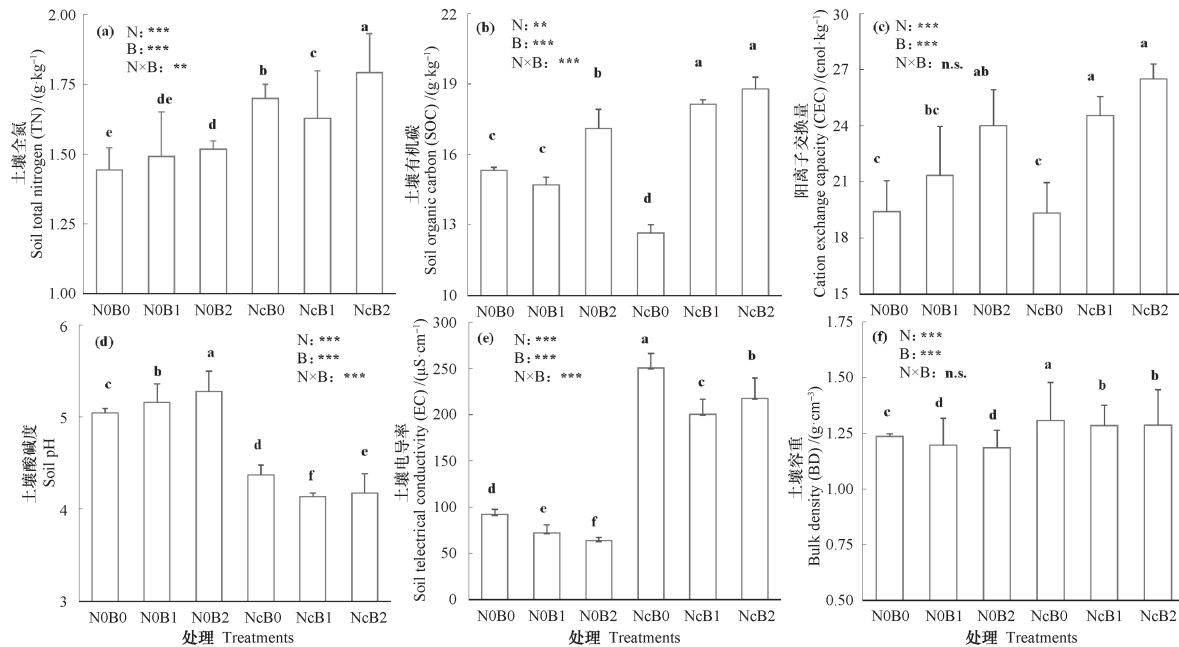 (a)
N: ***
B: ***
N×B: **
土壤全氮
Soil total nitrogen (TN) /(g·kg⁻¹)
2.00
1.75
1.50
1.25
1.00
e
de
d
b
c
a
N0B0 N0B1 N0B2 NcB0 NcB1 NcB2
(b)
N: **
B: ***
N×B: ***
土壤有机碳
Soil organic carbon (SOC) /(g·kg⁻¹)
22
19
16
13
10
c
c
b
d
a
a
N0B0 N0B1 N0B2 NcB0 NcB1 NcB2
(c)
N: ***
B: ***
N×B: n.s.
阳离子交换量
Cation exchange capacity (CEC) /(cnol·kg⁻¹)
30
27
24
21
19
15
c
bc
ab
c
a
a
N0B0 N0B1 N0B2 NcB0 NcB1 NcB2
(d)
N: ***
B: ***
N×B: ***
土壤酸碱度
Soil pH
6
5
4
3
c
b
a
d
f
e
N0B0 N0B1 N0B2 NcB0 NcB1 NcB2
处理 Treatments
(e)
N: ***
B: ***
N×B: ***
土壤电导率
Soil telectrical conductivity (EC) /(μS·cm⁻¹)
300
250
200
150
100
50
0
d
e
f
a
c
b
N0B0 N0B1 N0B2 NcB0 NcB1 NcB2
处理 Treatments
(f)
N: ***
B: ***
N×B: n.s.
土壤容重
Bulk density (BD) /(g·cm⁻³)
1.75
1.50
1.25
1.00
0.75
0.50
c
d
d
a
b
b
N0B0 N0B1 N0B2 NcB0 NcB1 NcB2
处理 Treatments